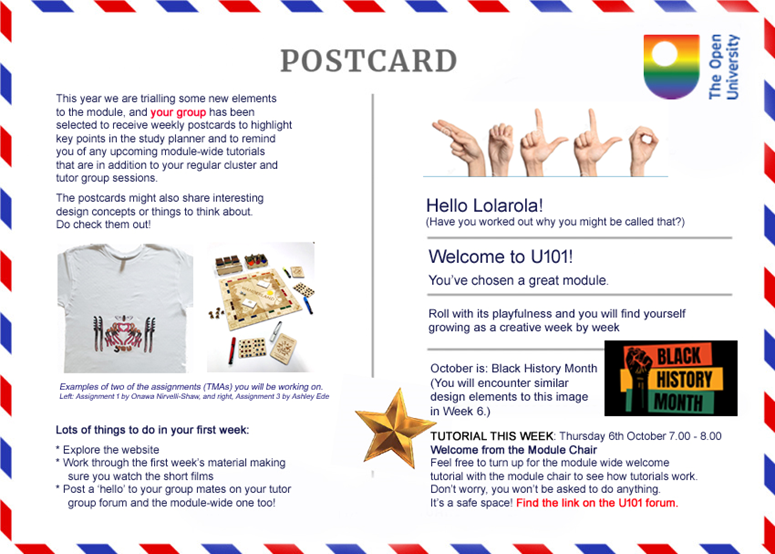 POSTCARD
The Open
University
This year we are trialling some new elements
to the module, and your group has been
selected to receive weekly postcards to highlight
key points in the study planner and to remind
you of any upcoming module-wide tutorials
that are in addition to your regular cluster and
tutor group sessions.
The postcards might also share interesting
design concepts or things to think about.
Do check them out!
you
Examples of two of the assignments (TMAs) you will be working on.
Left: Assignment 1 by Onawa Nirvelli-Shaw, and right, Assignment 3 by Ashley Ede
Lots of things to do in your first week:
* Explore the website
* Work through the first week's material making
sure you watch the short films
* Post a 'hello' to your group mates on your tutor
group forum and the module-wide one too!
Hello Lolarola!
(Have you worked out why you might be called that?)
Welcome to U101!
You've chosen a great module.
Roll with its playfulness and you will find yourself
growing as a creative week by week
October is: Black History Month
(You will encounter similar
design elements to this image
in Week 6.)
BLACK
HISTORY
MONTH
TUTORIAL THIS WEEK: Thursday 6th October 7.00 - 8.00
Welcome from the Module Chair
Feel free to turn up for the module wide welcome
tutorial with the module chair to see how tutorials work.
Don't worry, you won't be asked to do anything.
It's a safe space! Find the link on the U101 forum.